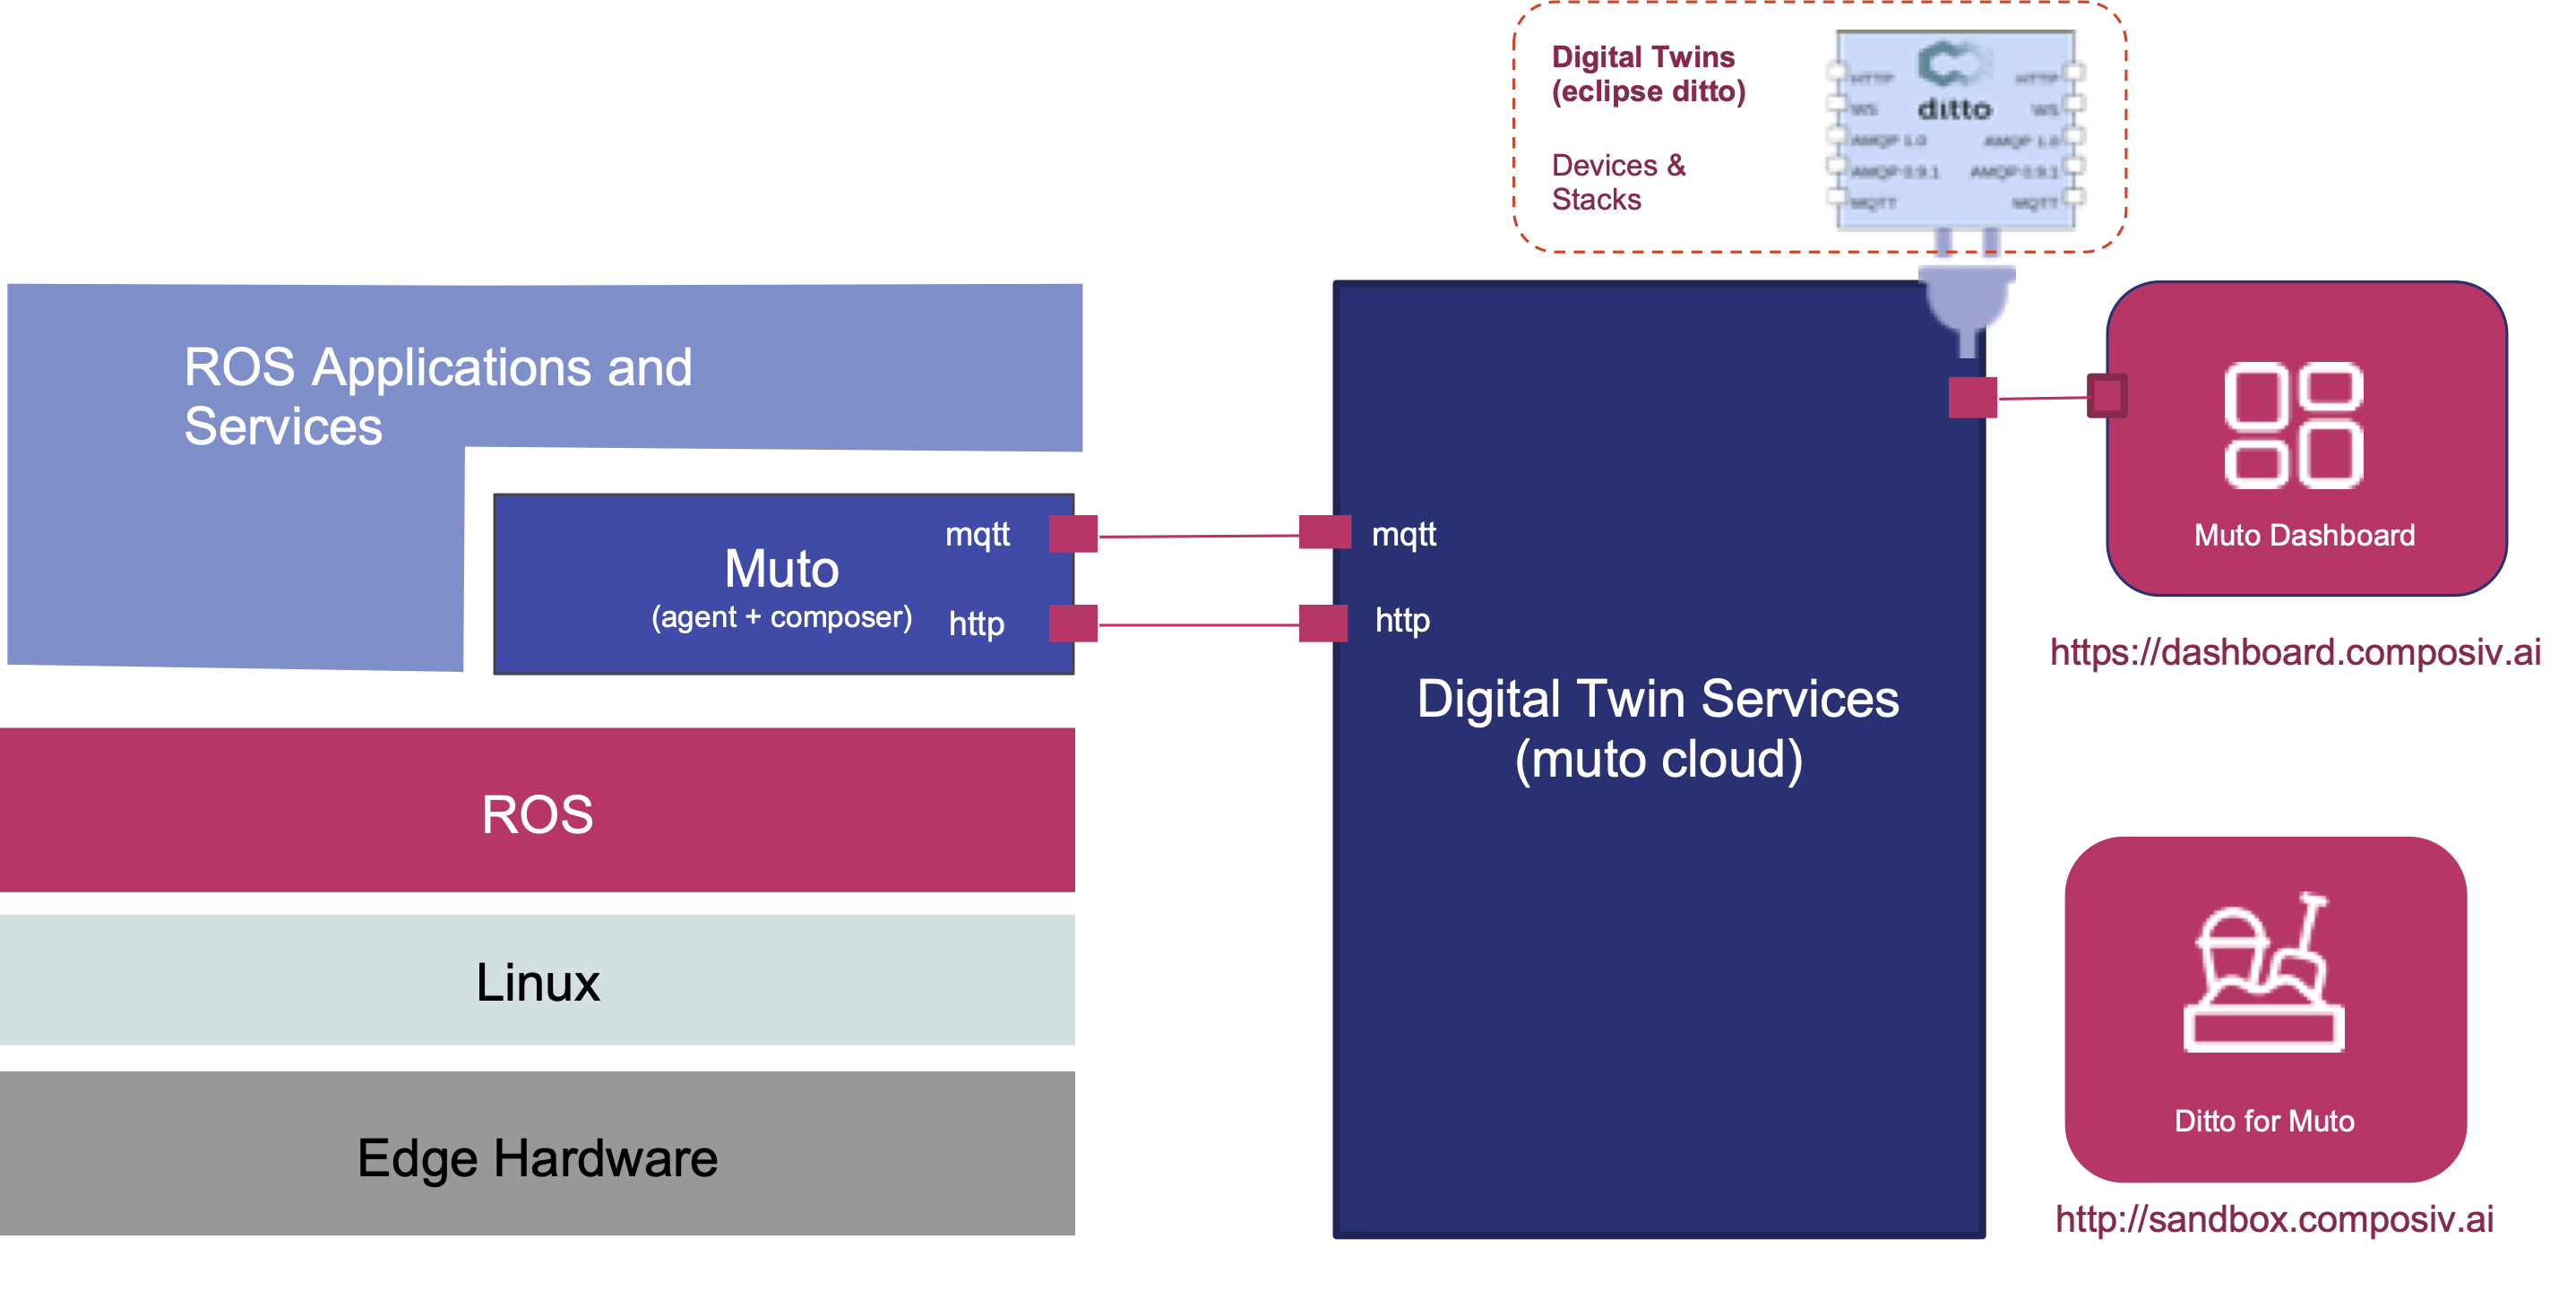 Digital Twins
(eclipse ditto)
Devices &
Stacks
ditto
HTTP
HTTP
WS
WS
AMQP 1.0
AMQP 1.0
AMQP 0.9.1
AMQP 0.9.1
MQTT
MQTT
ROS Applications and
Services
Muto
(agent + composer)
mqtt
http
mqtt
http
Digital Twin Services
(muto cloud)
Muto Dashboard
https://dashboard.composiv.ai
ROS
Linux
Edge Hardware
Ditto for Muto
http://sandbox.composiv.ai